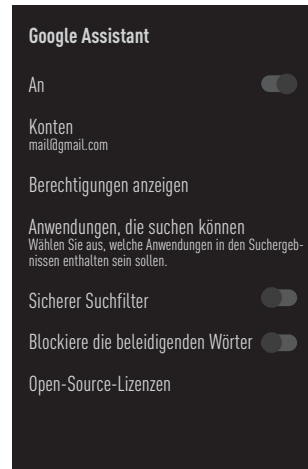 Google Assistant
An
Konten
mail@gmail.com
Berechtigungen anzeigen
Anwendungen, die suchen können
Wählen Sie aus, welche Anwendungen in den Suchergeb-
nissen enthalten sein sollen.
Sicherer Suchfilter
Blockiere die beleidigenden Wörter
Open-Source-Lizenzen